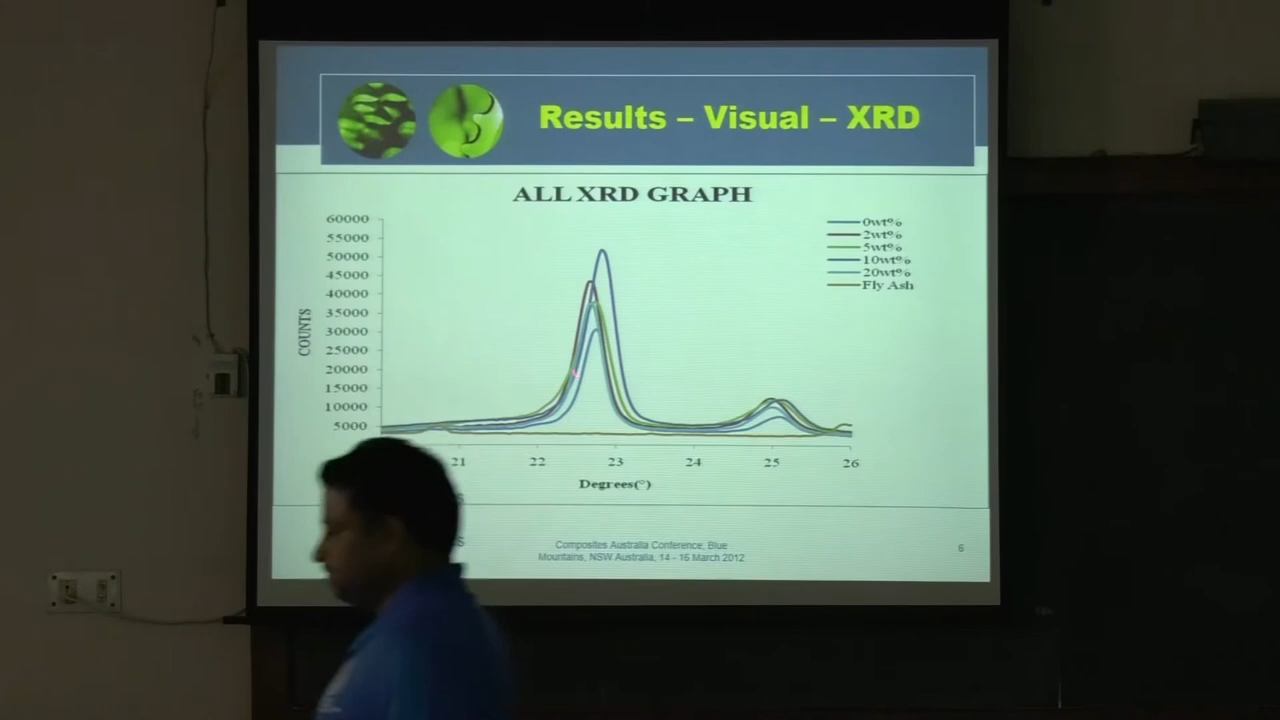 Results – Visual – XRD
ALL XRD GRAPH
60000
55000
50000
45000
40000
35000
30000
25000
20000
15000
10000
5000
COUNTS
0wt%
2wt%
5wt%
10wt%
20wt%
Fly Ash
21 22 23 24 25 26
Degrees(°)
Composites Australia Conference, Blue
Mountains, NSW Australia, 14 - 16 March 2012
6